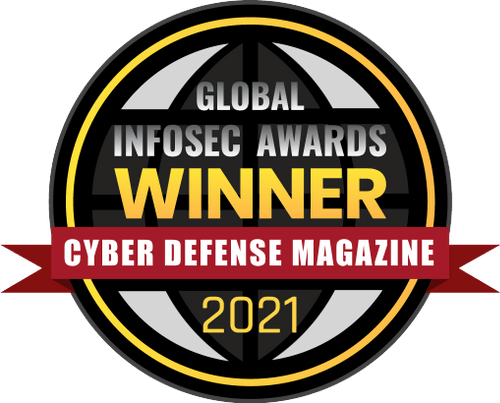 GLOBAL
INFOSEC AWARDS
WINNER
CYBER DEFENSE MAGAZINE
2021